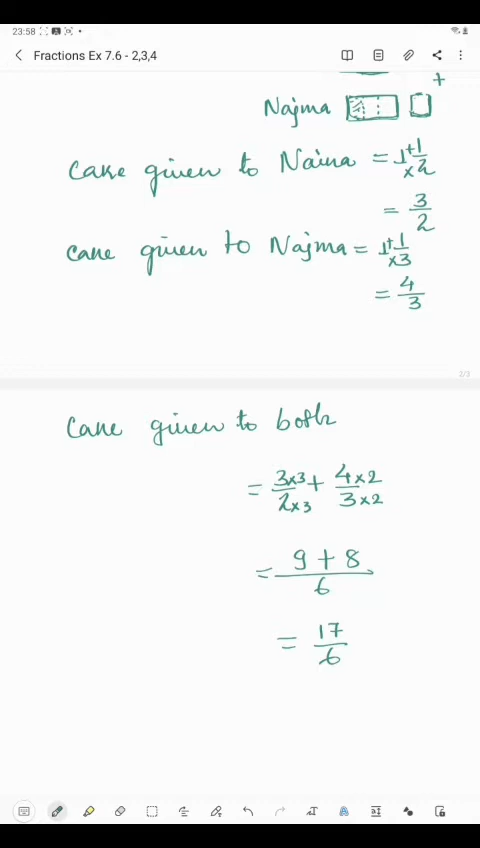 23:58
Fractions Ex 7.6 - 2,3,4
+
Najma
cake given to Naina = 1 + 1/2
= 3/2
cake given to Najma = 1 + 1/3
= 4/3
2/3
cake given to both
= 3×3/2×3 + 4×2/3×2
= 9 + 8/6
= 17/6